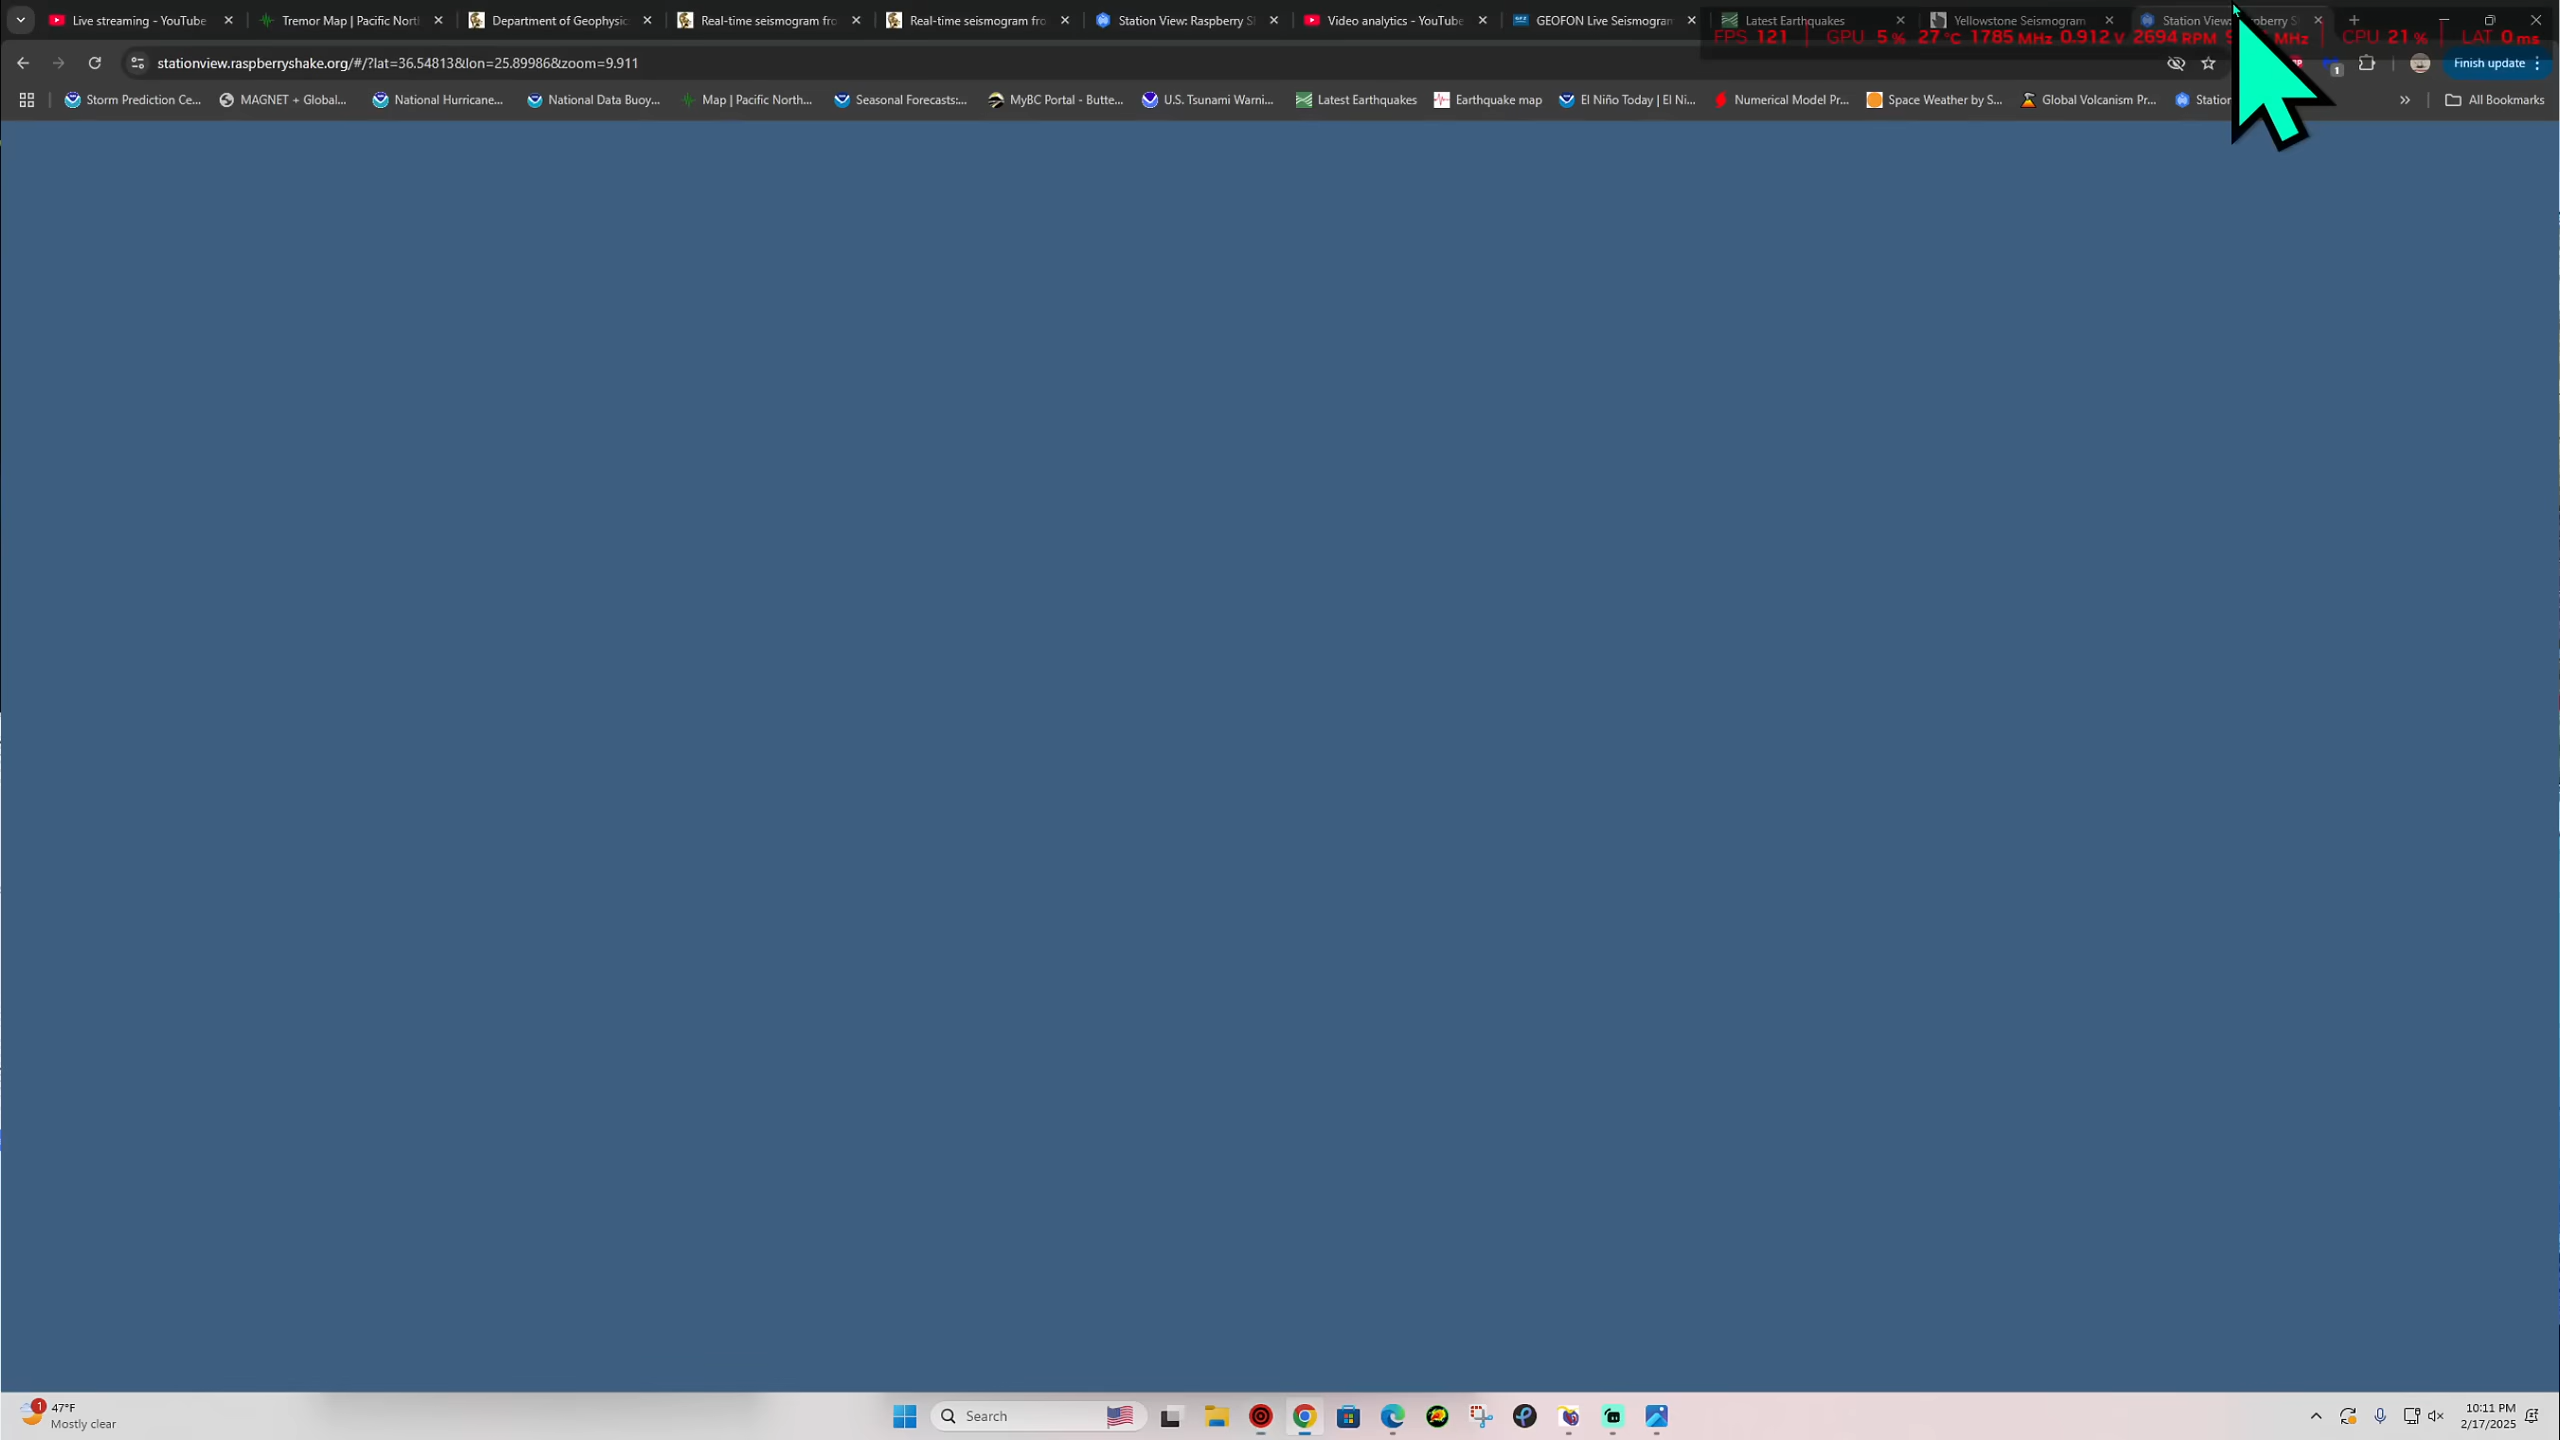 Live streaming - YouTube
Tremor Map | Pacific Nort
Department of Geophysic
Real-time seismogram fro
Real-time seismogram fro
Station View: Raspberry S
Video analytics - YouTube
GEOFON Live Seismogram
Latest Earthquakes
Yellowstone Seismogram
Station View:
FPS 121 GPU 5 % 27 °C 1785 MHz 0.912 V 2694 RPM MHz CPU 21 % LAT 0 ms
stationview.raspberryshake.org/#/?lat=36.54813&lon=25.89986&zoom=9.911
1
Finish update
Storm Prediction Ce...
MAGNET + Global...
National Hurricane...
National Data Buoy...
Map | Pacific North...
Seasonal Forecasts:...
MyBC Portal - Butte...
U.S. Tsunami Warni...
Latest Earthquakes
Earthquake map
El Niño Today | El Ni...
Numerical Model Pr...
Space Weather by S...
Global Volcanism Pr...
Station
All Bookmarks
1
47°F
Mostly clear
Search
10:11 PM
2/17/2025